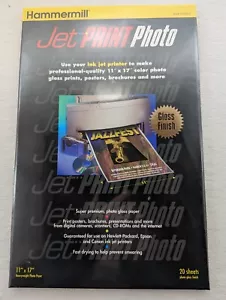 Hammermill
Jet PRINT Photo
Use your ink jet printer to make
professional-quality 11" x 17" color photo
gloss prints, posters, brochures and more
Gloss
Finish
JAZZFEST
Super premium, photo gloss paper
Print posters, brochures, presentations and more
from digital cameras, scanners, CD-ROMs and the Internet
Guaranteed for use on Hewlett-Packard, Epson
and Canon ink jet printers
Fast drying to help prevent smearing
11" x 17"
20 sheets